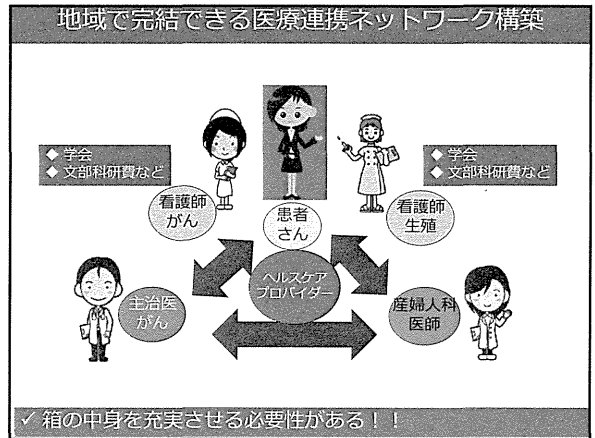 地域で完結できる医療連携ネットワーク構築
◆ 学会
◆ 文部科研費など
◆ 学会
◆ 文部科研費など
看護師
がん
患者
さん
看護師
生殖
ヘルスケア
プロバイダー
主治医
がん
産婦人科
医師
✓ 箱の中身を充実させる必要性がある！！